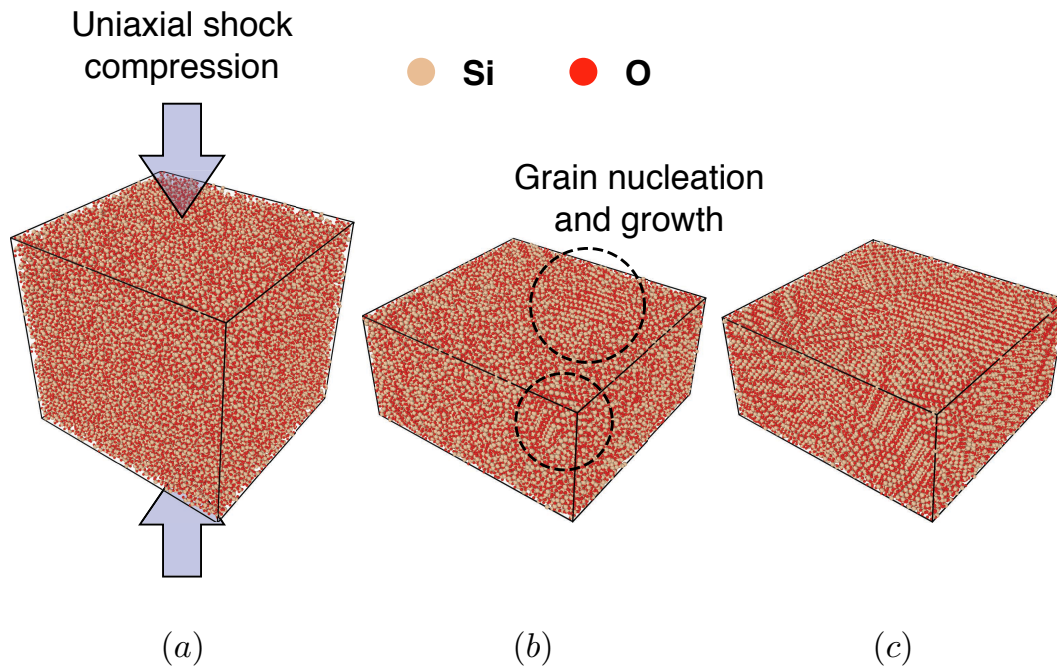 Uniaxial shock
compression
Si
O
Grain nucleation
and growth
(a)
(b)
(c)